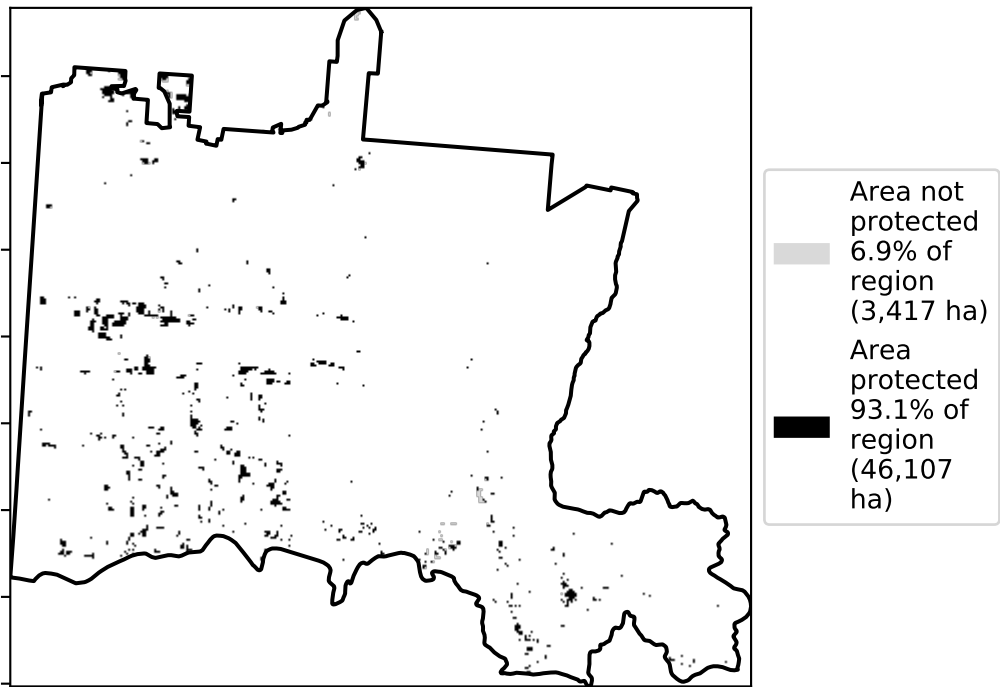 Area not
protected
6.9% of
region
(3,417 ha)
Area
protected
93.1% of
region
(46,107
ha)